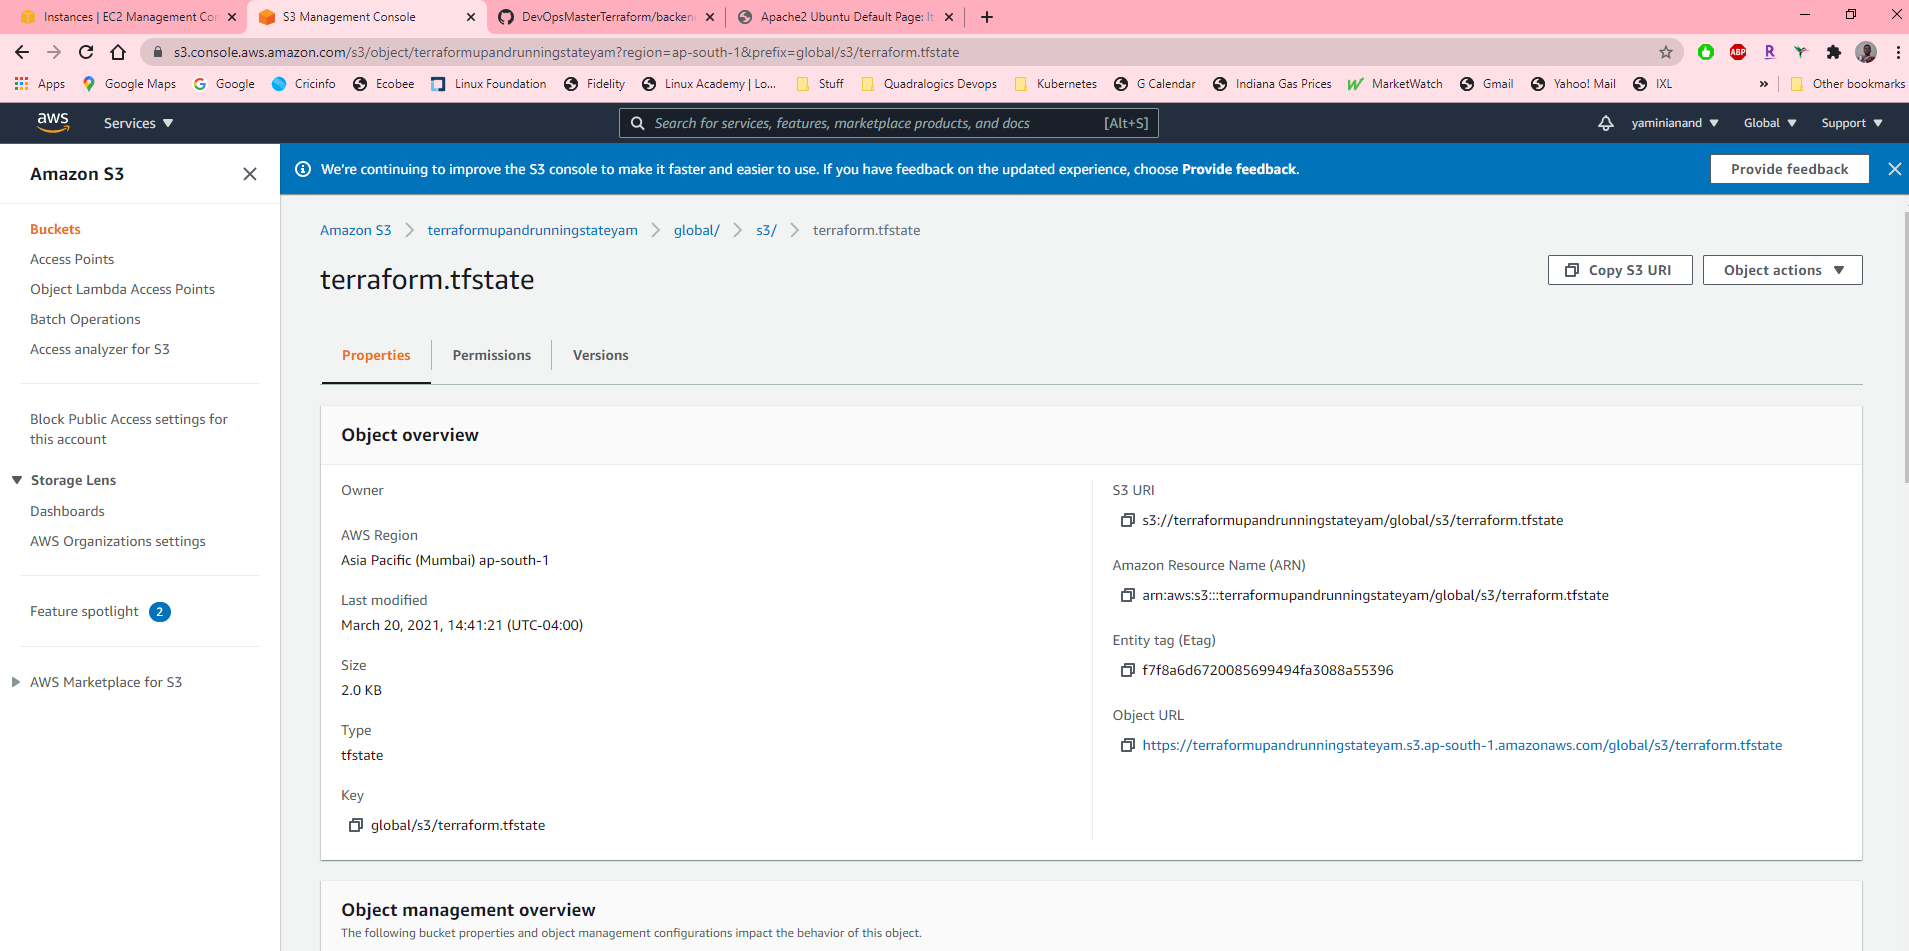 Instances | EC2 Management Con
S3 Management Console
DevOpsMasterTerraform/backen
Apache2 Ubuntu Default Page: It
s3.console.aws.amazon.com/s3/object/terraformupandrunningstateyam?region=ap-south-1&prefix=global/s3/terraform.tfstate
ABP
R
Apps
Google Maps
Google
Cricinfo
Ecobee
Linux Foundation
Fidelity
Linux Academy | Lo...
Stuff
Quadralogics Devops
Kubernetes
G Calendar
Indiana Gas Prices
MarketWatch
Gmail
Yahoo! Mail
IXL
»
Other bookmarks
aws
Services
Search for services, features, marketplace products, and docs
[Alt+S]
yaminianand
Global
Support
Amazon S3
We're continuing to improve the S3 console to make it faster and easier to use. If you have feedback on the updated experience, choose Provide feedback.
Provide feedback
Buckets
Access Points
Object Lambda Access Points
Batch Operations
Access analyzer for S3
Block Public Access settings for
this account
Storage Lens
Dashboards
AWS Organizations settings
Feature spotlight 2
AWS Marketplace for S3
Amazon S3
terraformupandrunningstateyam
global/
s3/
terraform.tfstate
terraform.tfstate
Copy S3 URI
Object actions
Properties
Permissions
Versions
Object overview
Owner
AWS Region
Asia Pacific (Mumbai) ap-south-1
Last modified
March 20, 2021, 14:41:21 (UTC-04:00)
Size
2.0 KB
Type
tfstate
Key
global/s3/terraform.tfstate
S3 URI
s3://terraformupandrunningstateyam/global/s3/terraform.tfstate
Amazon Resource Name (ARN)
arn:aws:s3:::terraformupandrunningstateyam/global/s3/terraform.tfstate
Entity tag (Etag)
f7f8a6d6720085699494fa3088a55396
Object URL
https://terraformupandrunningstateyam.s3.ap-south-1.amazonaws.com/global/s3/terraform.tfstate
Object management overview
The following bucket properties and object management configurations impact the behavior of this object.